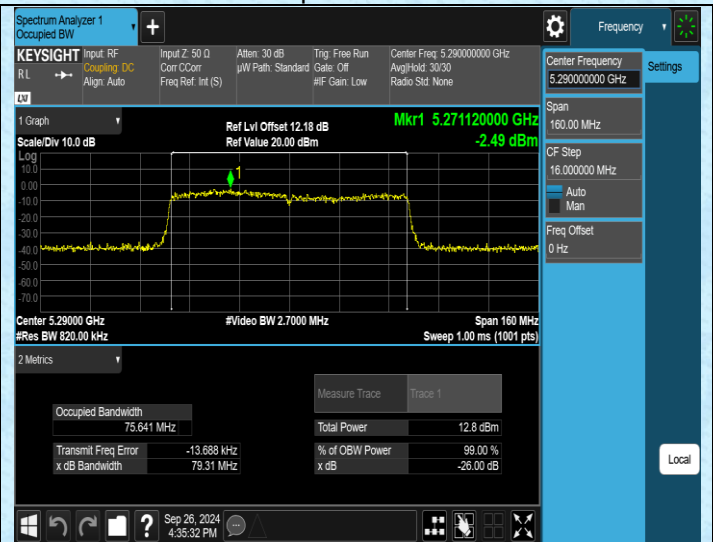 Spectrum Analyzer 1
Occupied BW
Frequency
KEYSIGHT
RL
LXI
Input: RF
Coupling: DC
Align: Auto
Input Z: 50 Ω
Corr CCorr
Freq Ref: Int (S)
Atten: 30 dB
µW Path: Standard
Trig: Free Run
Gate: Off
#IF Gain: Low
Center Freq: 5.290000000 GHz
Avg|Hold: 30/30
Radio Std: None
Center Frequency
5.290000000 GHz
Settings
Span
160.00 MHz
CF Step
16.000000 MHz
Auto
Man
Freq Offset
0 Hz
1 Graph
Scale/Div 10.0 dB
Ref Lvl Offset 12.18 dB
Ref Value 20.00 dBm
Mkr1 5.271120000 GHz
-2.49 dBm
Log
10.0
0.00
-10.0
-20.0
-30.0
-40.0
-50.0
-60.0
-70.0
1
Center 5.29000 GHz
#Res BW 820.00 kHz
#Video BW 2.7000 MHz
Span 160 MHz
Sweep 1.00 ms (1001 pts)
2 Metrics
Measure Trace
Trace 1
Occupied Bandwidth
75.641 MHz
Total Power
12.8 dBm
Transmit Freq Error
-13.688 kHz
% of OBW Power
99.00 %
x dB Bandwidth
79.31 MHz
x dB
-26.00 dB
Local
?
Sep 26, 2024
4:35:32 PM